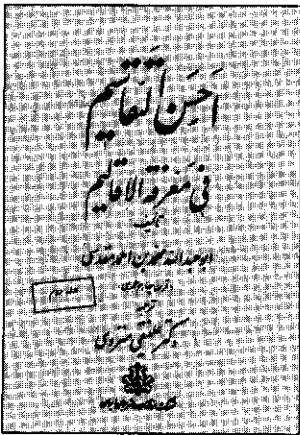 احسن التقاسیم
فی معرفة الاقالیم
تألیف
ابوعبدالله محمد بن احمد مقدسی
ترجمه
دکتر علینقی منزوی